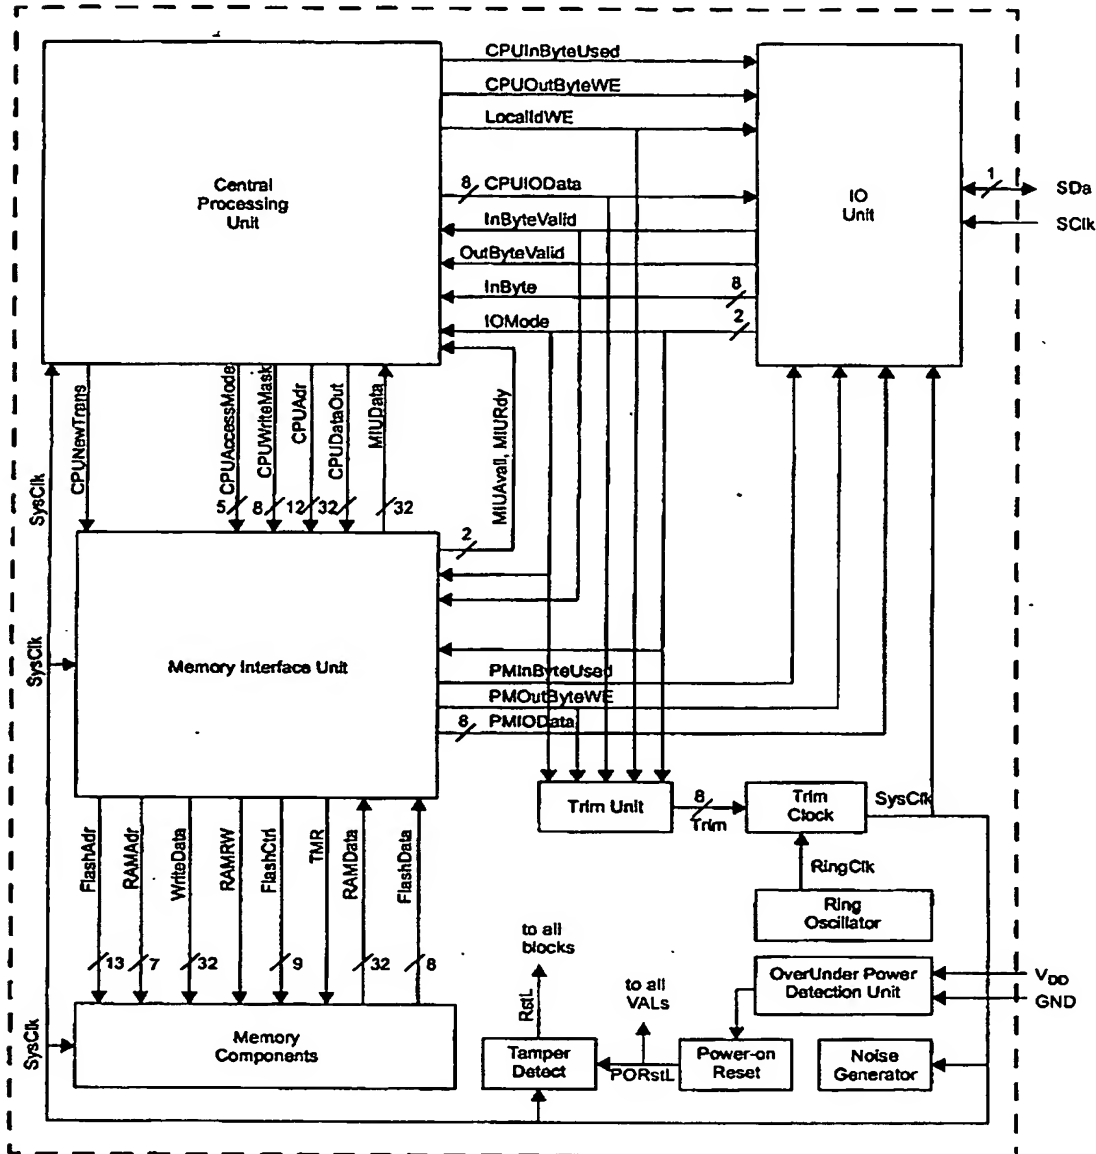 CPUInByteUsed
CPUOutByteWE
LocalIdWE
Central
Processing
Unit
8
CPUIOData
IO
Unit
1
SDa
SClk
InByteValid
OutByteValid
InByte
8
IOMode
2
CPUNewTrans
CPUAccessMode
CPUWriteMask
CPUAdr
CPUDataOut
MIUData
MIUAvail, MIURdy
SysClk
5
8
12
32
32
2
SysClk
Memory Interface Unit
PMInByteUsed
PMOutByteWE
8
PMIOData
Trim Unit
8
Trim
Trim
Clock
SysClk
RingClk
Ring
Oscillator
FlashAdr
RAMAdr
WriteData
RAMRW
FlashCtrl
TMR
RAMData
FlashData
13
7
32
9
32
8
to all
blocks
RstL
to all
VALs
OverUnder Power
Detection Unit
VDD
GND
SysClk
Memory
Components
Tamper
Detect
PORstL
Power-on
Reset
Noise
Generator